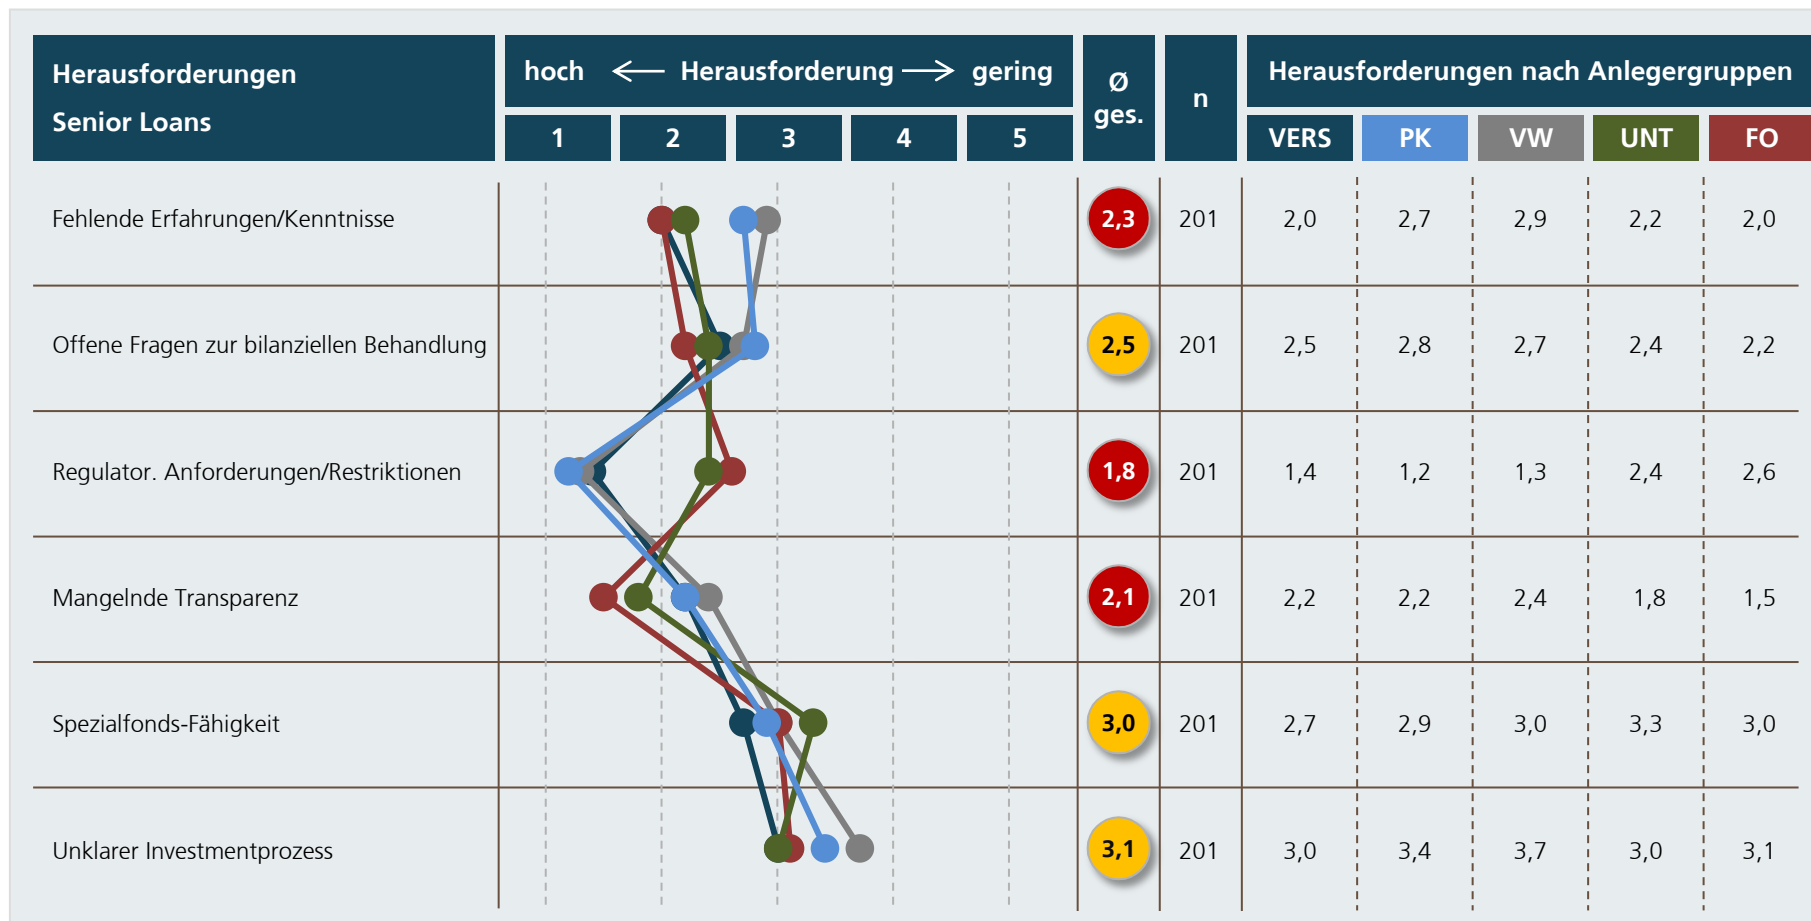 Herausforderungen
Senior Loans
hoch ← Herausforderung → gering
1 2 3 4 5
Ø
ges.
n
Herausforderungen nach Anlegergruppen
VERS PK VW UNT FO
Fehlende Erfahrungen/Kenntnisse 2,3 201 2,0 2,7 2,9 2,2 2,0
Offene Fragen zur bilanziellen Behandlung 2,5 201 2,5 2,8 2,7 2,4 2,2
Regulator. Anforderungen/Restriktionen 1,8 201 1,4 1,2 1,3 2,4 2,6
Mangelnde Transparenz 2,1 201 2,2 2,2 2,4 1,8 1,5
Spezialfonds-Fähigkeit 3,0 201 2,7 2,9 3,0 3,3 3,0
Unklarer Investmentprozess 3,1 201 3,0 3,4 3,7 3,0 3,1